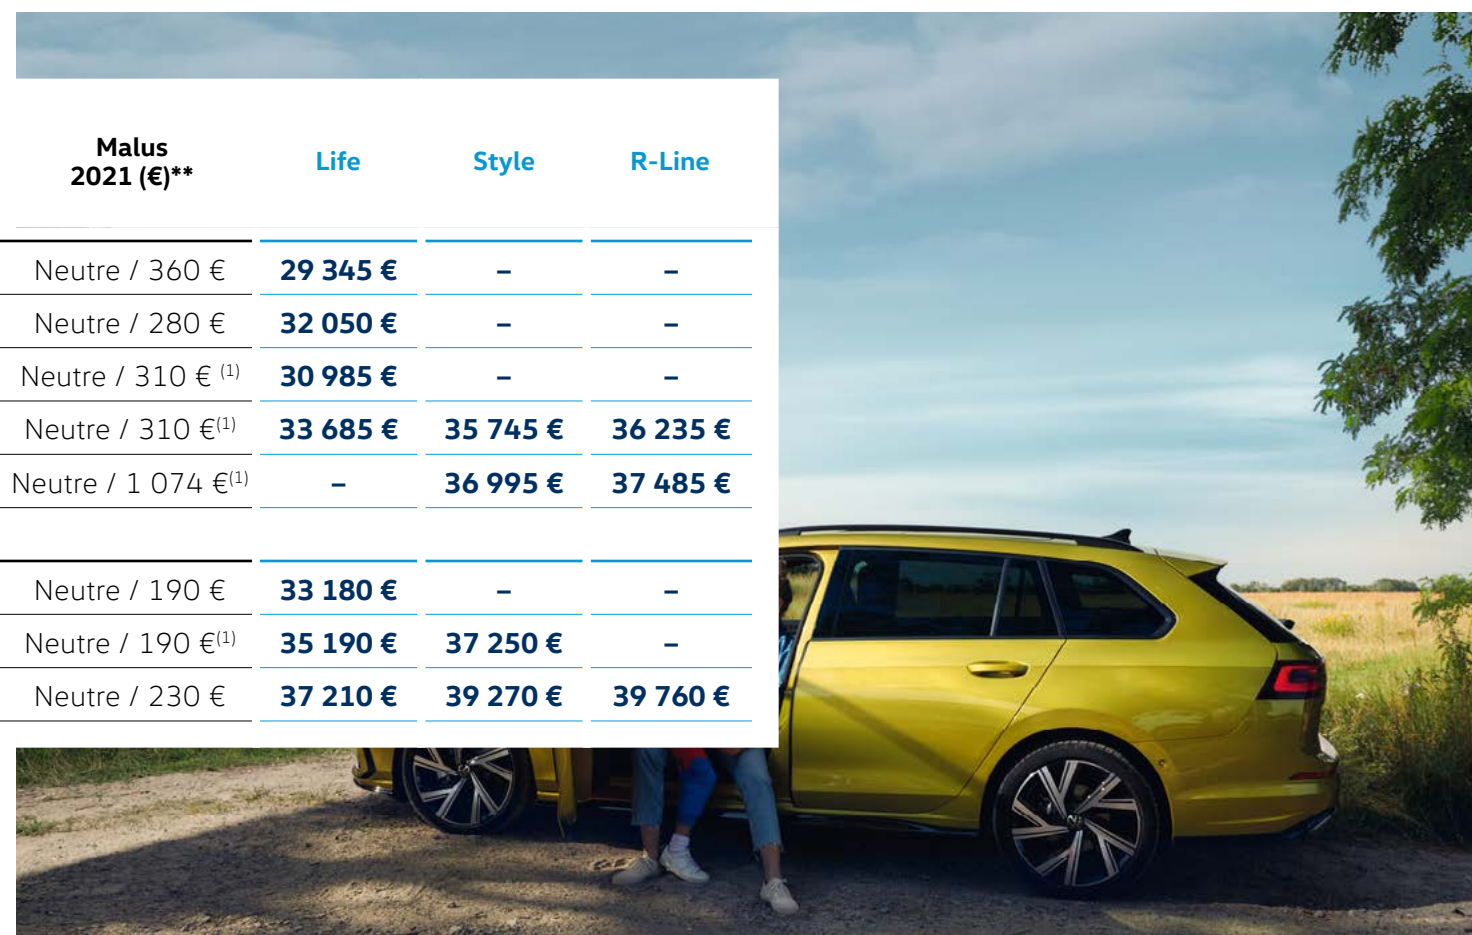 Malus
2021 (€)** Life Style R-Line
Neutre / 360 € 29 345 € – –
Neutre / 280 € 32 050 € – –
Neutre / 310 € (1) 30 985 € – –
Neutre / 310 €(1) 33 685 € 35 745 € 36 235 €
Neutre / 1 074 €(1) – 36 995 € 37 485 €
Neutre / 190 € 33 180 € – –
Neutre / 190 €(1) 35 190 € 37 250 € –
Neutre / 230 € 37 210 € 39 270 € 39 760 €